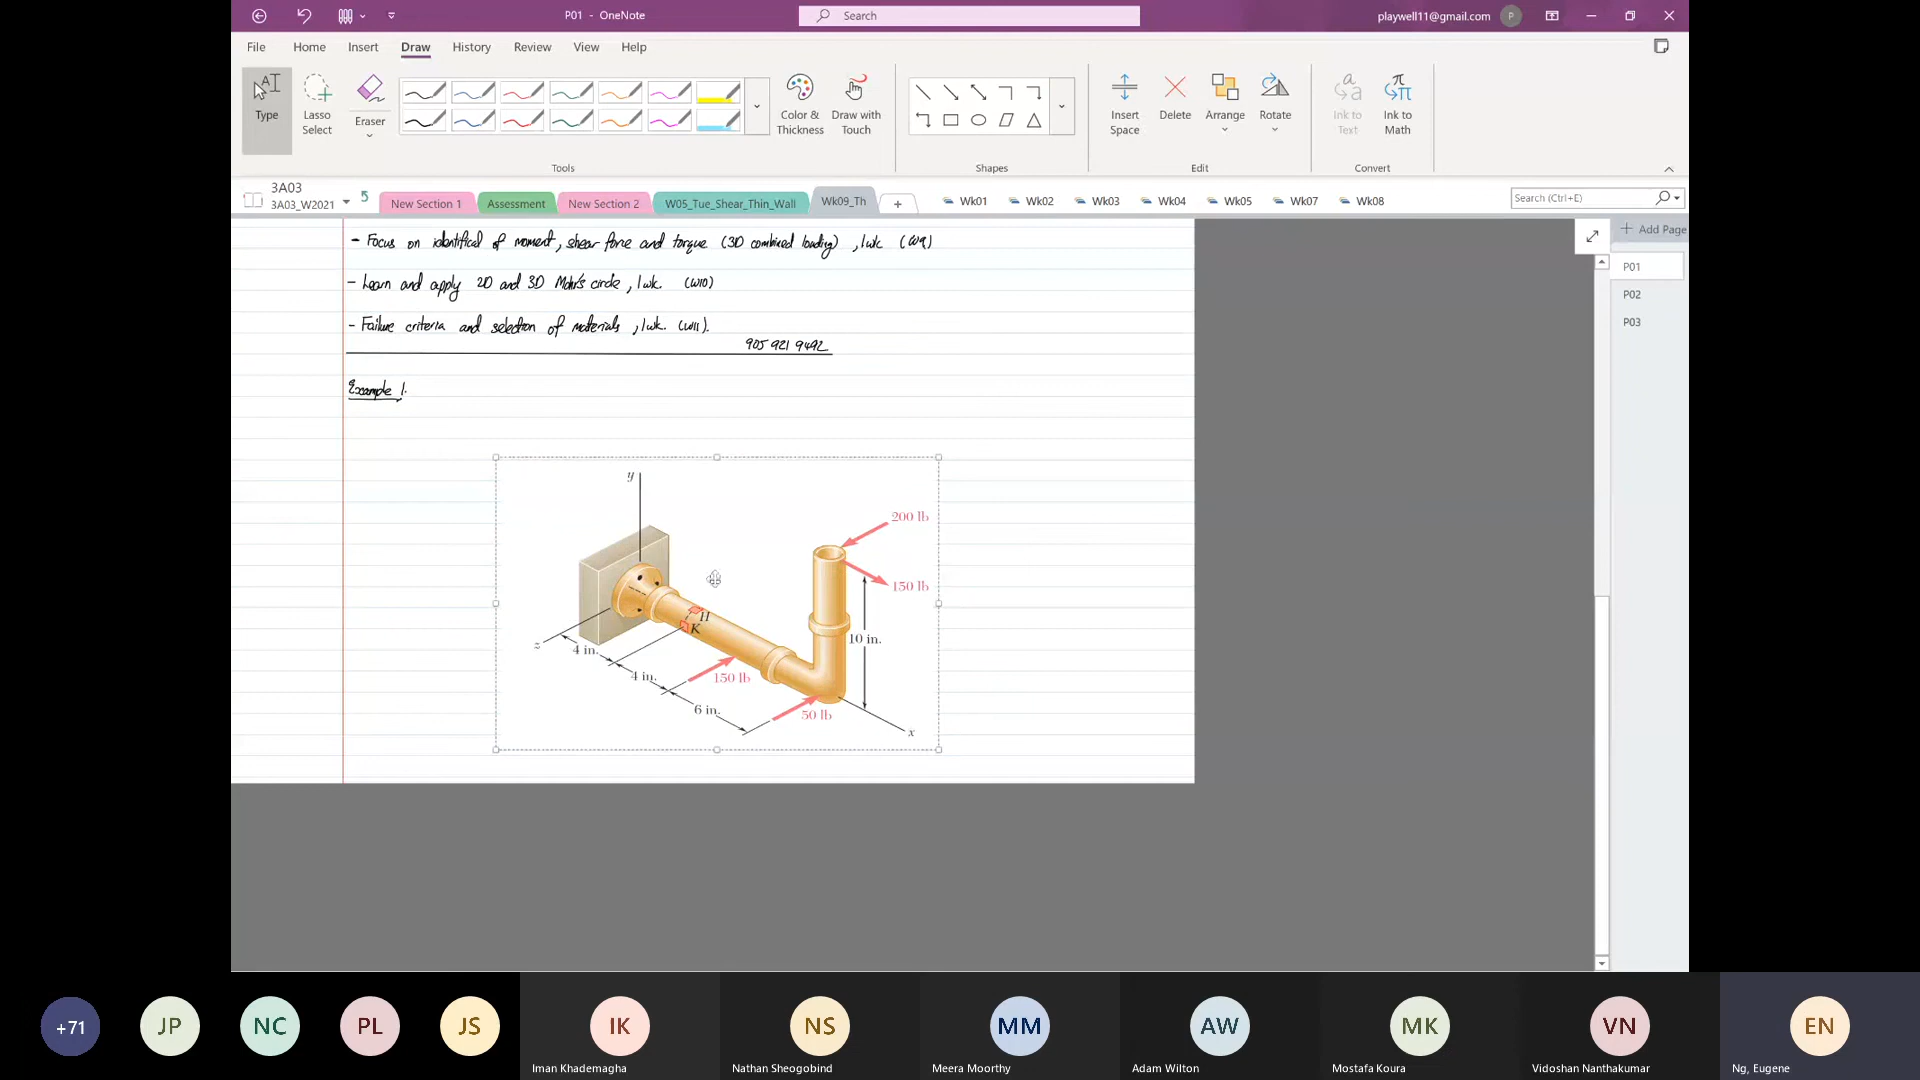 P01 - OneNote
Search
playwell11@gmail.com
P
File Home Insert Draw History Review View Help
Type
Lasso Select
Eraser
Color & Thickness
Draw with Touch
Insert Space
Delete
Arrange
Rotate
Ink to Text
Ink to Math
Tools Shapes Edit Convert
3A03
3A03_W2021
New Section 1 Assessment New Section 2 W05_Tue_Shear_Thin_Wall Wk09_Th + Wk01 Wk02 Wk03 Wk04 Wk05 Wk07 Wk08
Search (Ctrl+E)
Add Page
P01
P02
P03
- Focus on identifical of moment, shear force and torque (3D combined loading), 1wk (W9)
- Learn and apply 2D and 3D Mohr's circle, 1wk. (W10)
- Failure criteria and selection of materials, 1wk. (W11).
905 921 9492
Example 1.
y
200 lb
150 lb
H
K
10 in.
z
4 in.
4 in.
150 lb
6 in.
50 lb
x
+71 JP NC PL JS IK NS MM AW MK VN EN
Iman Khademagha Nathan Sheogobind Meera Moorthy Adam Wilton Mostafa Koura Vidoshan Nanthakumar Ng, Eugene